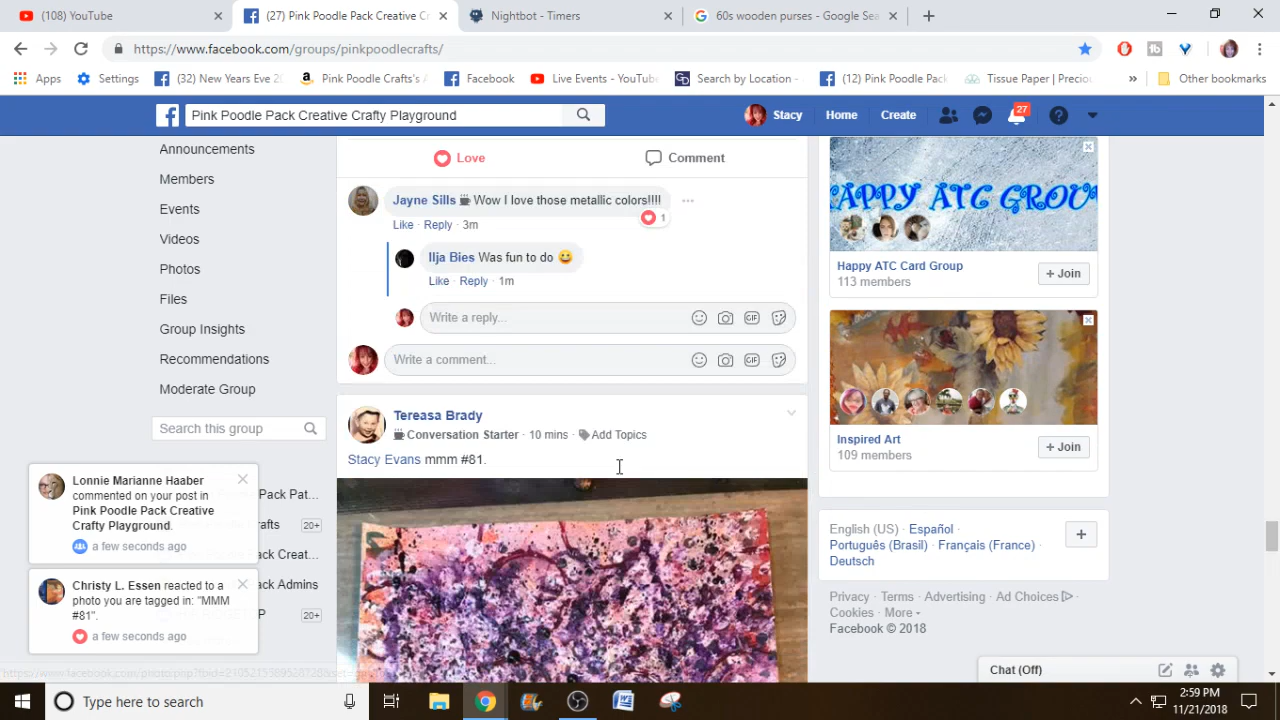 (108) YouTube
(27) Pink Poodle Pack Creative Cr
Nightbot - Timers
60s wooden purses - Google Sea
https://www.facebook.com/groups/pinkpoodlecrafts/
Apps
Settings
(32) New Years Eve 20
Pink Poodle Crafts's A
Facebook
Live Events - YouTube
Search by Location -
(12) Pink Poodle Pack
Tissue Paper | Preciou
»
Other bookmarks
Pink Poodle Pack Creative Crafty Playground
Stacy
Home
Create
27
Announcements
Members
Events
Videos
Photos
Files
Group Insights
Recommendations
Moderate Group
Search this group
Love
Comment
Jayne Sills Wow I love those metallic colors!!!!
1
Like · Reply · 3m
Ilja Bies Was fun to do 😀
Like · Reply · 1m
Write a reply...
GIF
Write a comment...
GIF
Tereasa Brady
Conversation Starter · 10 mins · Add Topics
Stacy Evans mmm #81.
HAPPY ATC GROUP
Happy ATC Card Group
113 members
+ Join
Inspired Art
109 members
+ Join
English (US) · Español ·
Português (Brasil) · Français (France) ·
Deutsch
+
Privacy · Terms · Advertising · Ad Choices ·
Cookies · More
Facebook © 2018
Lonnie Marianne Haaber
commented on your post in
Pink Poodle Pack Creative
Crafty Playground.
a few seconds ago
Christy L. Essen reacted to a
photo you are tagged in: "MMM
#81".
a few seconds ago
Pack Pat...
Crafts
20+
Pack Creat...
Pack Admins
20+
Chat (Off)
Type here to search
2:59 PM
11/21/2018